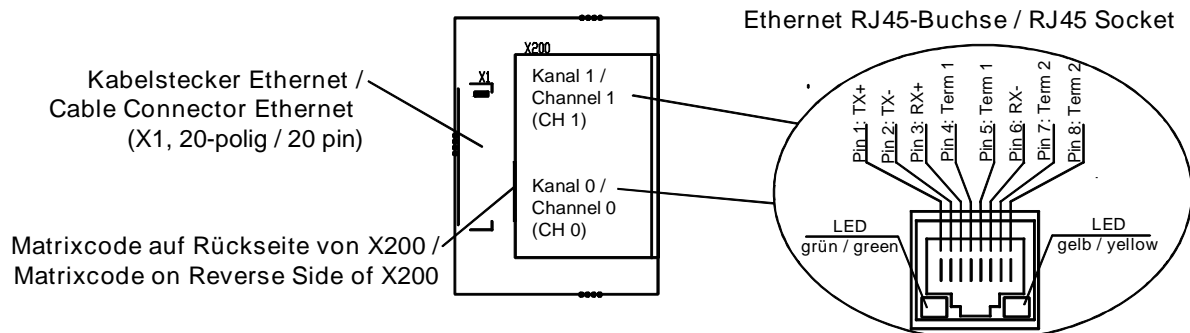 Ethernet RJ45-Buchse / RJ45 Socket
X200
X1
Kabelstecker Ethernet /
Cable Connector Ethernet
(X1, 20-polig / 20 pin)
Kanal 1 /
Channel 1
(CH 1)
Kanal 0 /
Channel 0
(CH 0)
Matrixcode auf Rückseite von X200 /
Matrixcode on Reverse Side of X200
Pin 1: TX+
Pin 2: TX-
Pin 3: RX+
Pin 4: Term 1
Pin 5: Term 1
Pin 6: RX-
Pin 7: Term 2
Pin 8: Term 2
LED
grün / green
LED
gelb / yellow